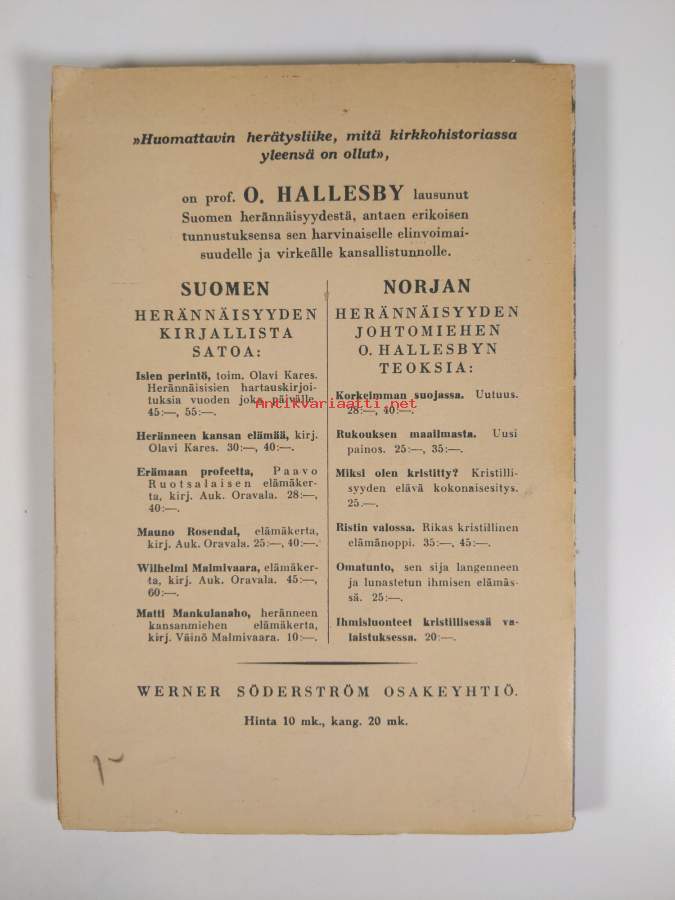 »Huomattavin herätysliike, mitä kirkkohistoriassa
yleensä on ollut»,
on prof. O. HALLESBY lausunut
Suomen herännäisyydestä, antaen erikoisen
tunnustuksensa sen harvinaiselle elinvoimai-
suudelle ja virkeälle kansallistunnolle.
SUOMEN
HERÄNNÄISYYDEN
KIRJALLISTA
SATOA:
Isien perintö, toim. Olavi Kares.
Herännäisisien hartauskirjoi-
tuksia vuoden joka päivälle.
45:—, 55:—.
Heränneen kansan elämää, kirj.
Olavi Kares. 30:—, 40:—.
Erämaan profeetta, Paavo
Ruotsalaisen elämäker-
ta, kirj. Auk. Oravala. 28:—,
40:—.
Mauno Rosendal, elämäkerta,
kirj. Auk. Oravala. 25:—, 40:—.
Wilhelmi Malmivaara, elämäker-
ta, kirj. Auk. Oravala. 45:—,
60:—.
Matti Mankulanaho, heränneen
kansanmiehen elämäkerta,
kirj. Väinö Malmivaara. 10:—.
NORJAN
HERÄNNÄISYYDEN
JOHTOMIEHEN
O. HALLESBYN
TEOKSIA:
Korkeimman suojassa. Uutuus.
28:—, 40:—.
Rukouksen maailmasta. Uusi
painos. 25:—, 35:—.
Miksi olen kristitty? Kristilli-
syyden elävä kokonaisesitys.
25.—.
Ristin valossa. Rikas kristillinen
elämänoppi. 35:—, 45:—.
Omatunto, sen sija langenneen
ja lunastetun ihmisen elämäs-
sä. 25:—.
Ihmisluonteet kristillisessä va-
laistuksessa. 20:—.
WERNER SÖDERSTRÖM OSAKEYHTIÖ.
Hinta 10 mk., kang. 20 mk.
Antikvariaatti.net